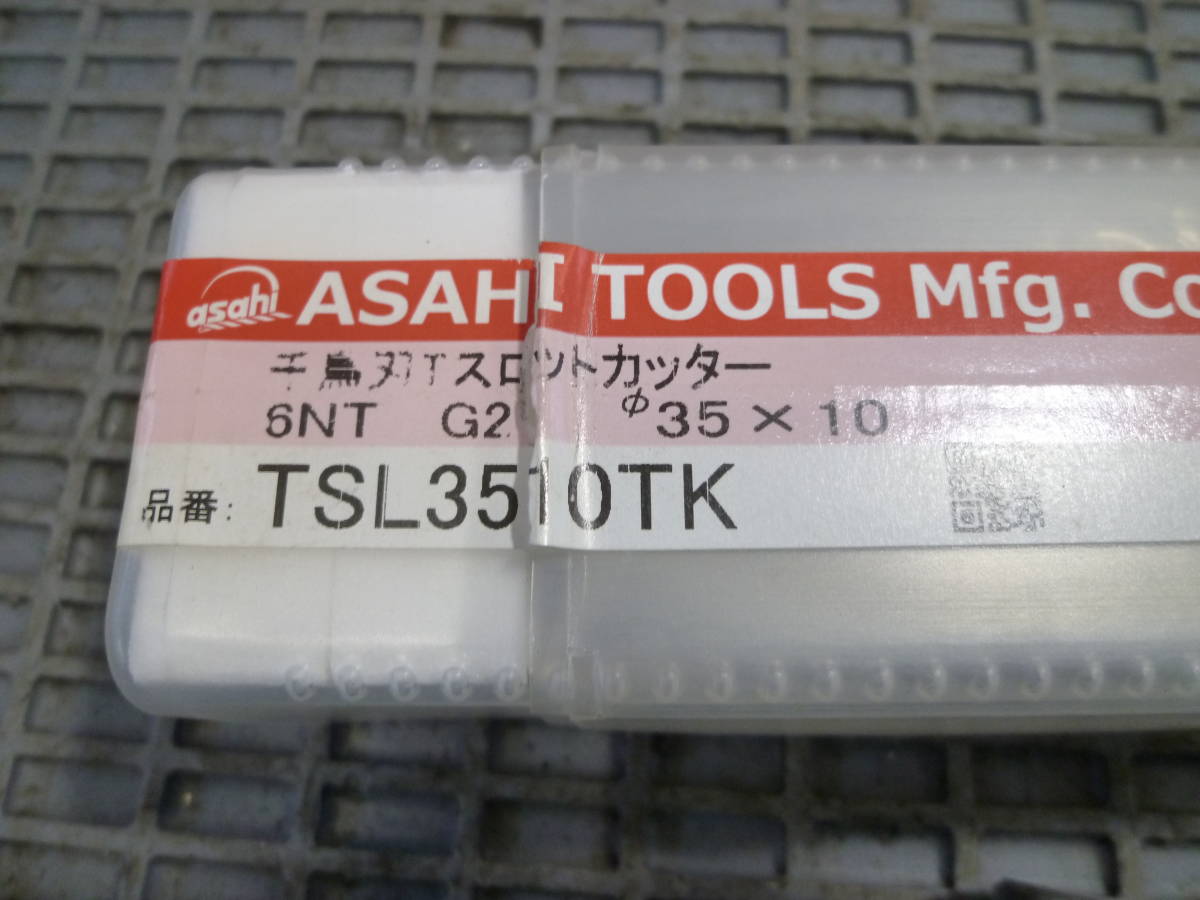 asahi ASAHI TOOLS Mfg. Co
千鳥刃Tスロットカッター
6NT φ35×10
品番: TSL3510TK